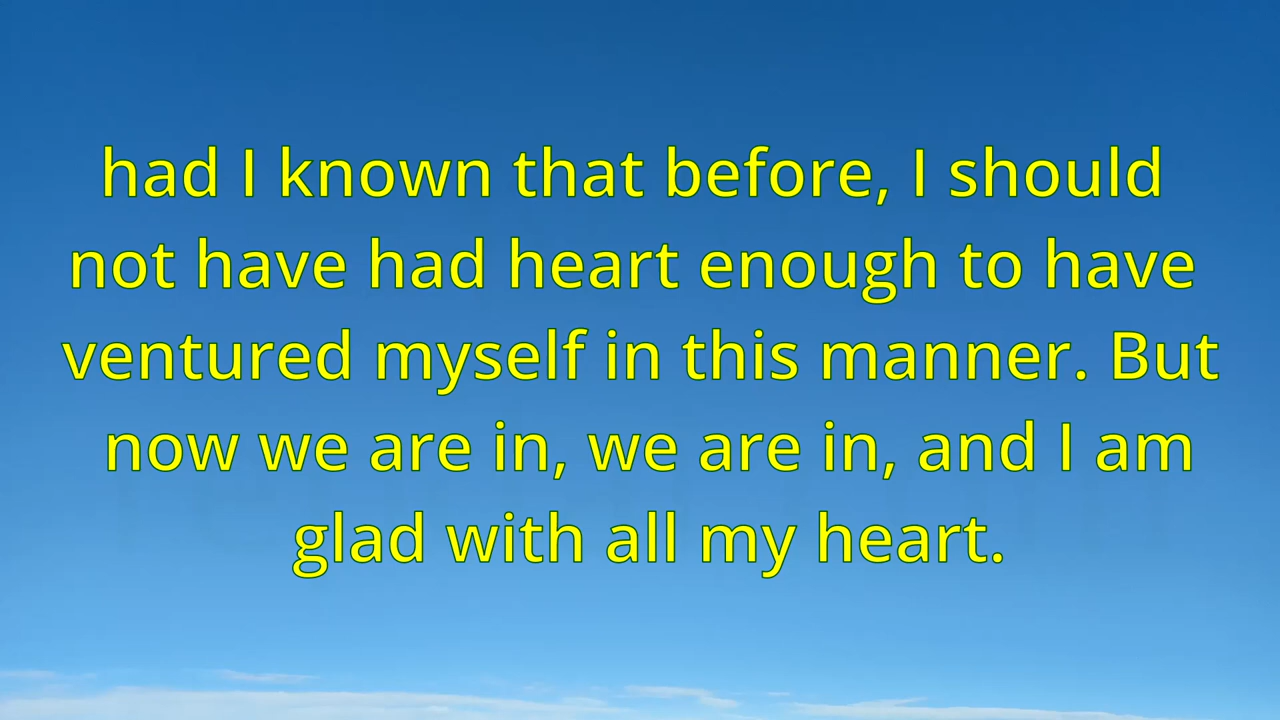 had I known that before, I should
not have had heart enough to have
ventured myself in this manner. But
now we are in, we are in, and I am
glad with all my heart.